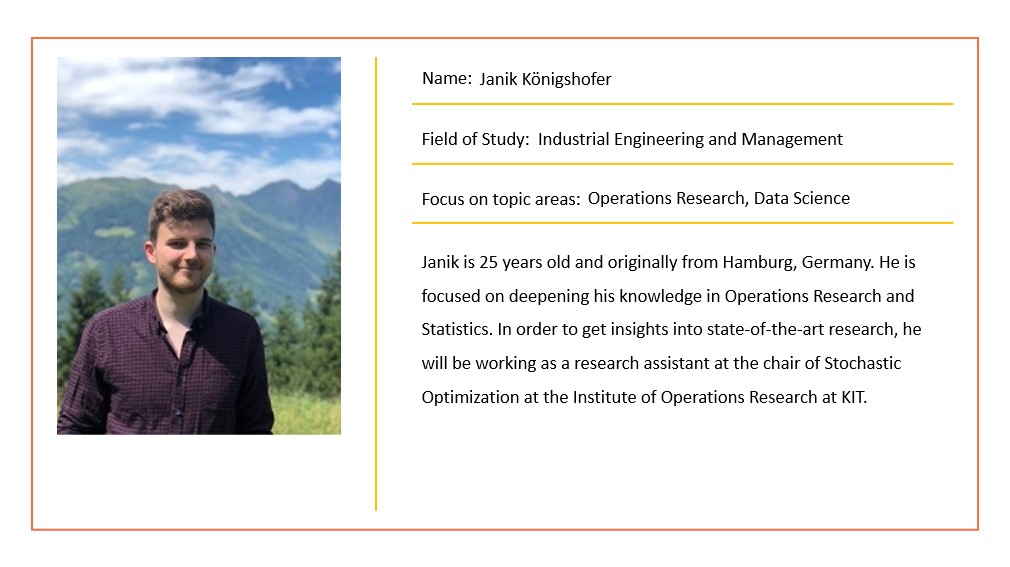 Name: Janik Königshofer
Field of Study: Industrial Engineering and Management
Focus on topic areas: Operations Research, Data Science
Janik is 25 years old and originally from Hamburg, Germany. He is
focused on deepening his knowledge in Operations Research and
Statistics. In order to get insights into state-of-the-art research, he
will be working as a research assistant at the chair of Stochastic
Optimization at the Institute of Operations Research at KIT.